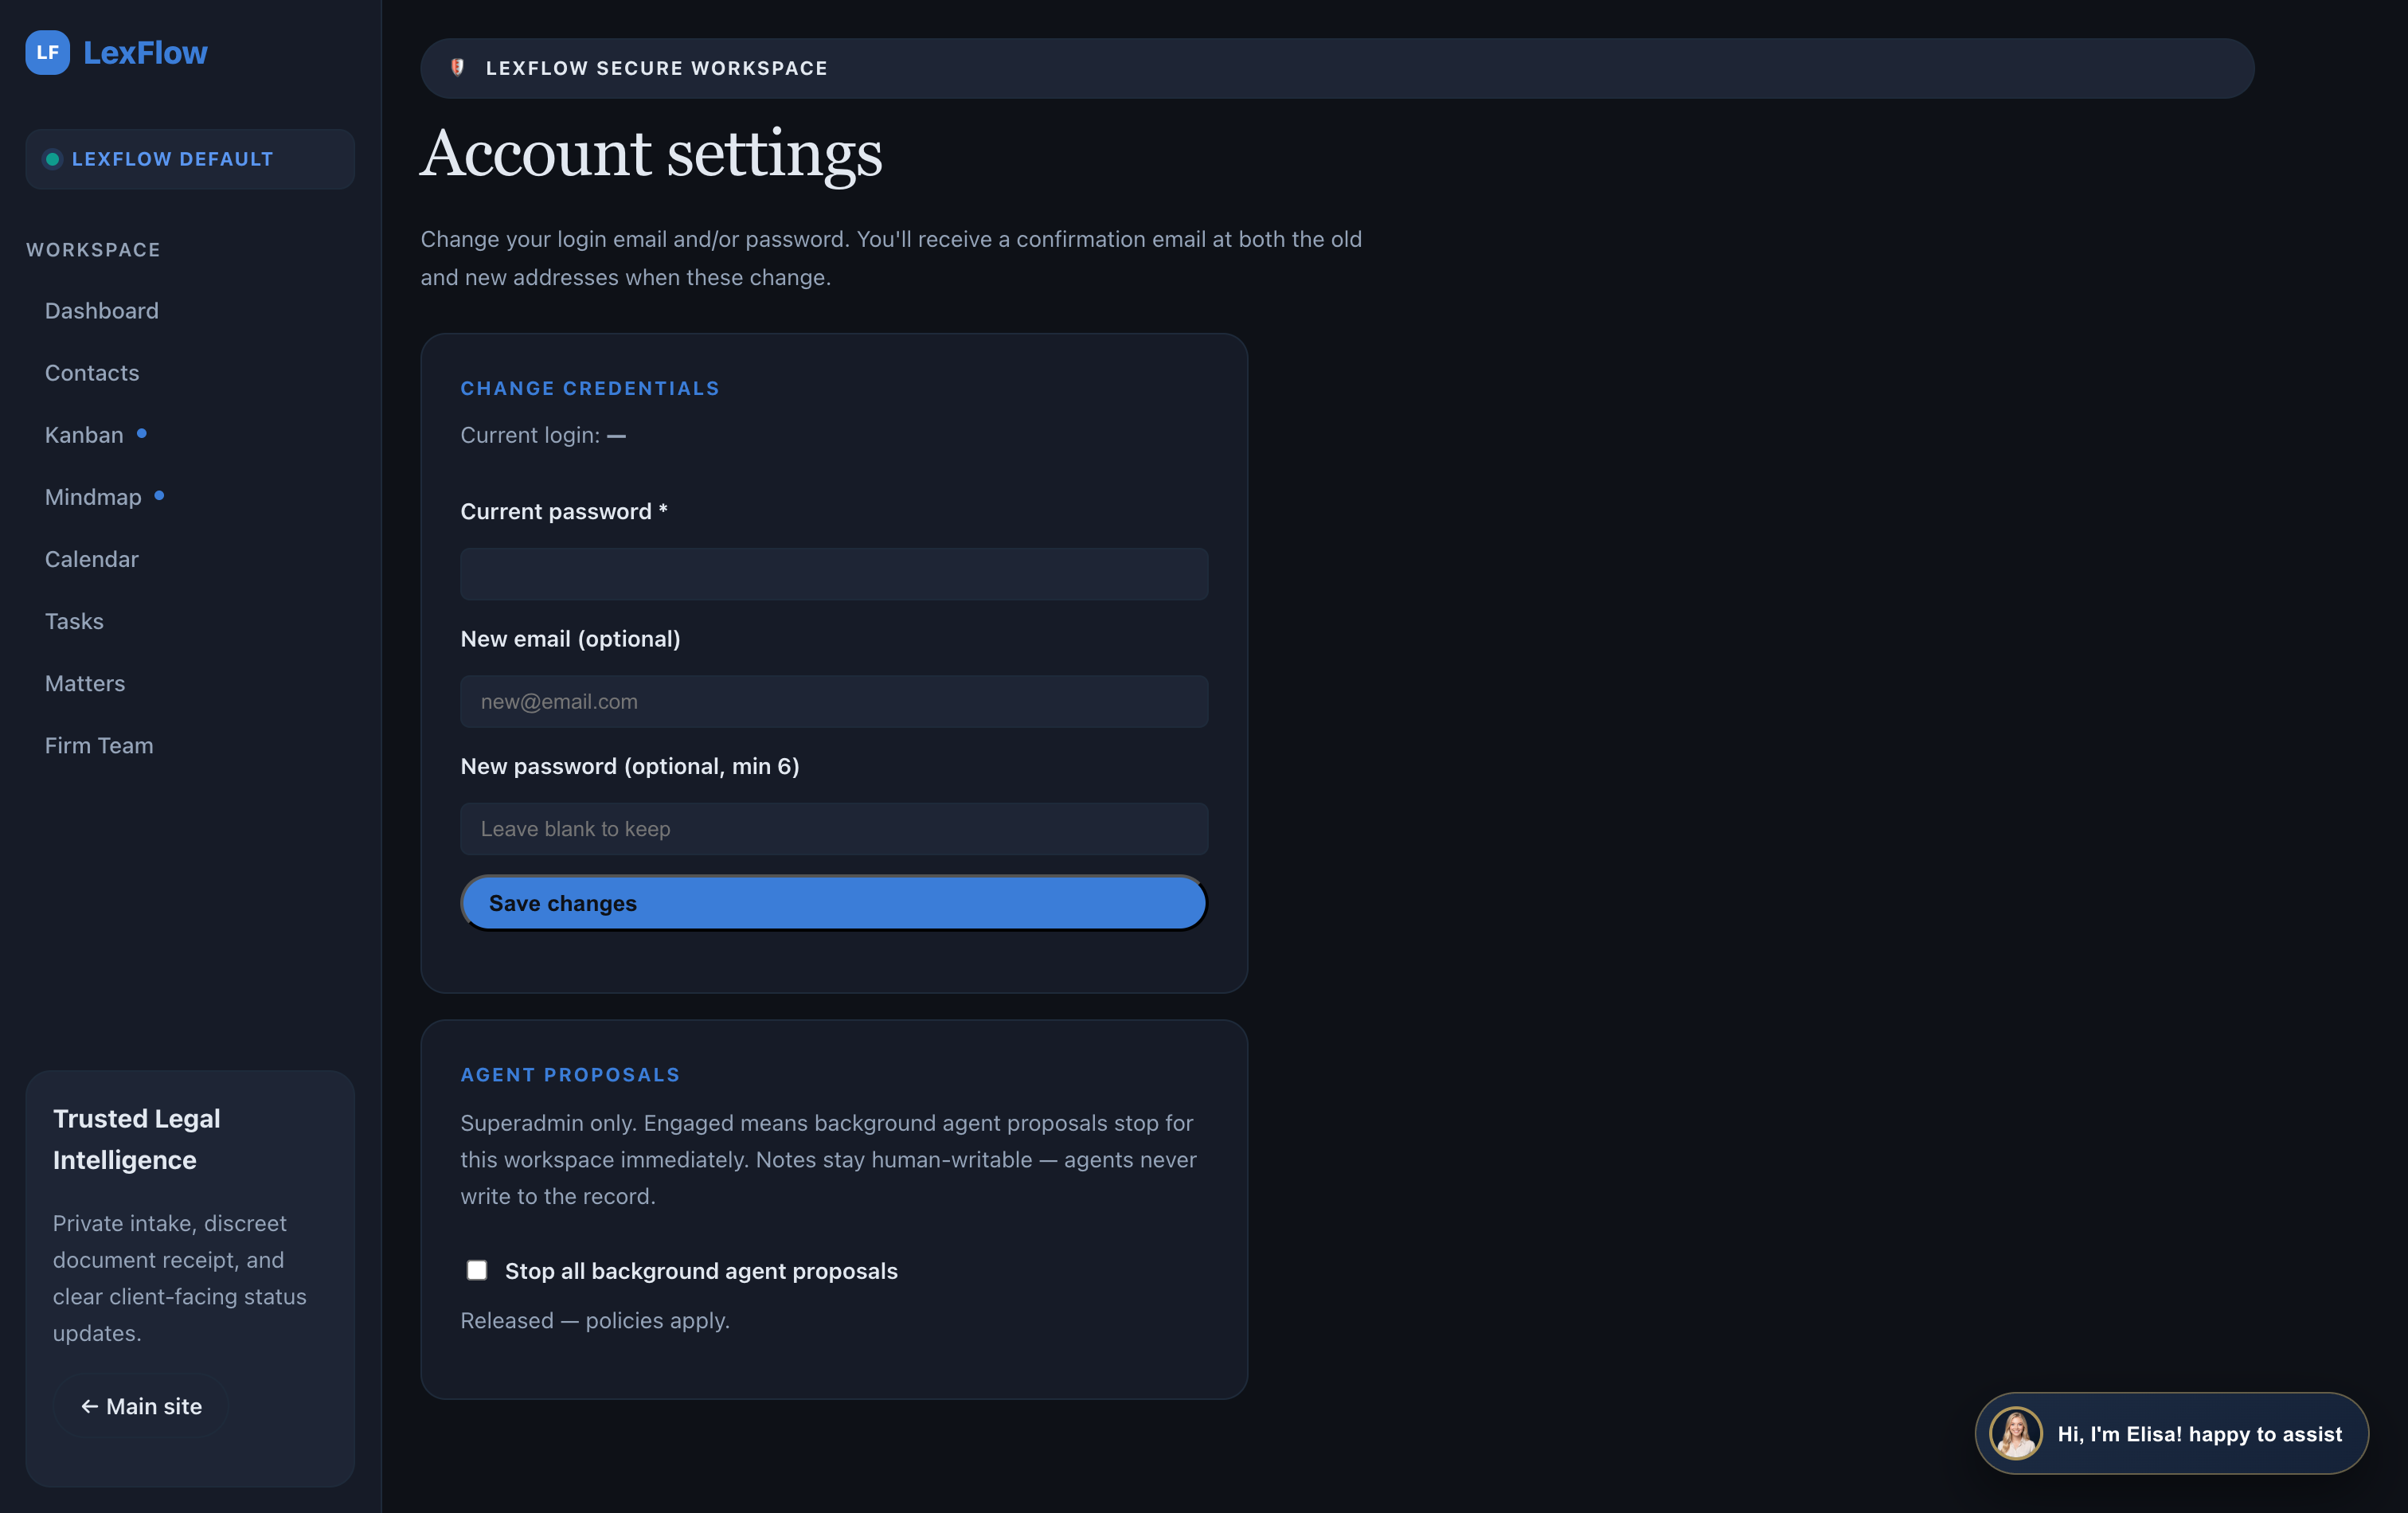 LF LexFlow
LEXFLOW DEFAULT
WORKSPACE
Dashboard
Contacts
Kanban
Mindmap
Calendar
Tasks
Matters
Firm Team
Trusted Legal
Intelligence
Private intake, discreet
document receipt, and
clear client-facing status
updates.
← Main site
LEXFLOW SECURE WORKSPACE
Account settings
Change your login email and/or password. You'll receive a confirmation email at both the old
and new addresses when these change.
CHANGE CREDENTIALS
Current login: —
Current password *
New email (optional)
new@email.com
New password (optional, min 6)
Leave blank to keep
Save changes
AGENT PROPOSALS
Superadmin only. Engaged means background agent proposals stop for
this workspace immediately. Notes stay human-writable — agents never
write to the record.
Stop all background agent proposals
Released — policies apply.
Hi, I'm Elisa! happy to assist